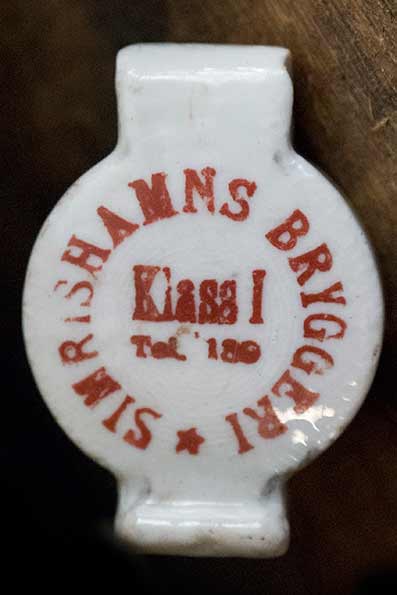 SIMRISHAMNS BRYGGERI
Klass I
Tel. 180